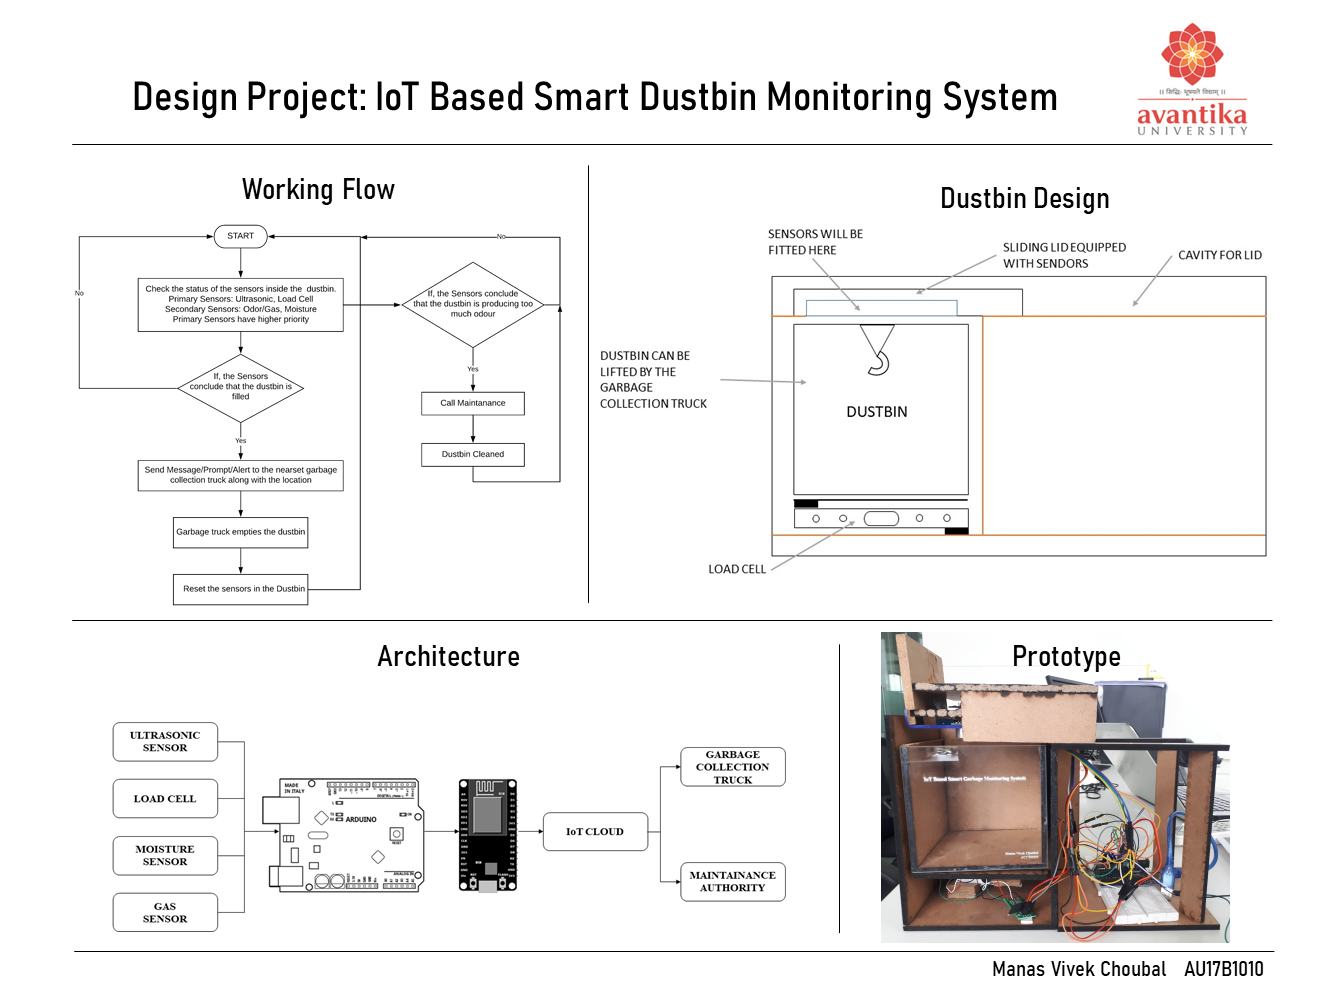 Design Project: IoT Based Smart Dustbin Monitoring System
|| सिद्धि: भूषयते विद्याम् ||
avantika
UNIVERSITY
Working Flow
START
No
No
Check the status of the sensors inside the dustbin.
Primary Sensors: Ultrasonic, Load Cell
Secondary Sensors: Odor/Gas, Moisture
Primary Sensors have higher priority
If, the Sensors conclude
that the dustbin is producing too
much odour
If, the Sensors
conclude that the dustbin is
filled
Yes
Call Maintanance
Yes
Dustbin Cleaned
Send Message/Prompt/Alert to the nearset garbage
collection truck along with the location
Garbage truck empties the dustbin
Reset the sensors in the Dustbin
Dustbin Design
SENSORS WILL BE
FITTED HERE
SLIDING LID EQUIPPED
WITH SENDORS
CAVITY FOR LID
DUSTBIN CAN BE
LIFTED BY THE
GARBAGE
COLLECTION TRUCK
DUSTBIN
LOAD CELL
Architecture
ULTRASONIC
SENSOR
LOAD CELL
MOISTURE
SENSOR
GAS
SENSOR
MADE
IN ITALY
ARDUINO
RESET
IoT CLOUD
GARBAGE
COLLECTION
TRUCK
MAINTAINANCE
AUTHORITY
Prototype
IoT Based Smart Garbage Monitoring System
Manas Vivek Choubal AU17B1010